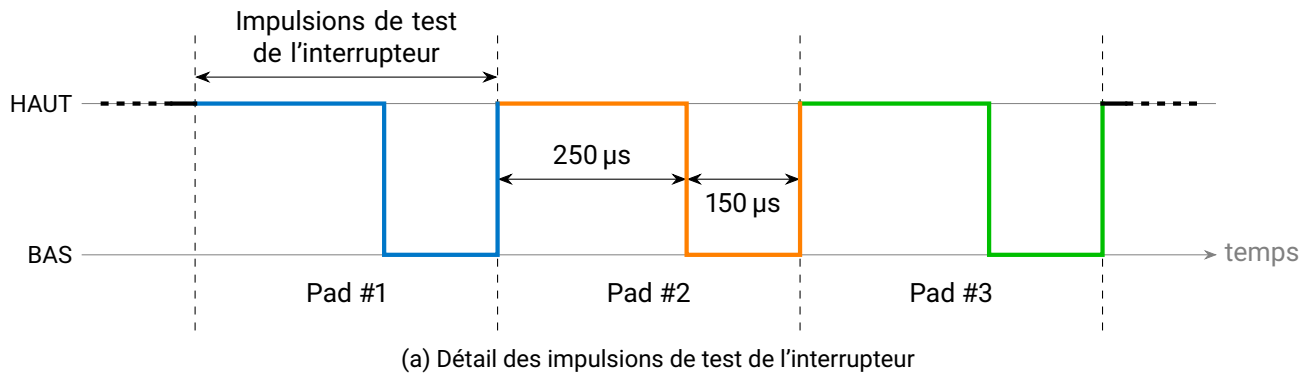 Impulsions de test
de l’interrupteur
HAUT
250 µs
150 µs
BAS
temps
Pad #1
Pad #2
Pad #3
(a) Détail des impulsions de test de l’interrupteur